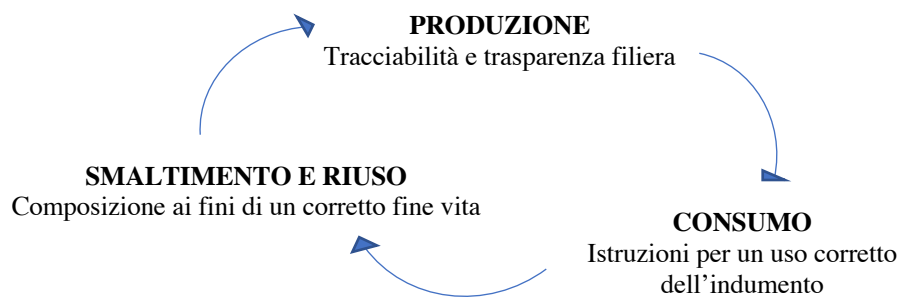 PRODUZIONE
Tracciabilità e trasparenza filiera
SMALTIMENTO E RIUSO
Composizione ai fini di un corretto fine vita
CONSUMO
Istruzioni per un uso corretto
dell’indumento